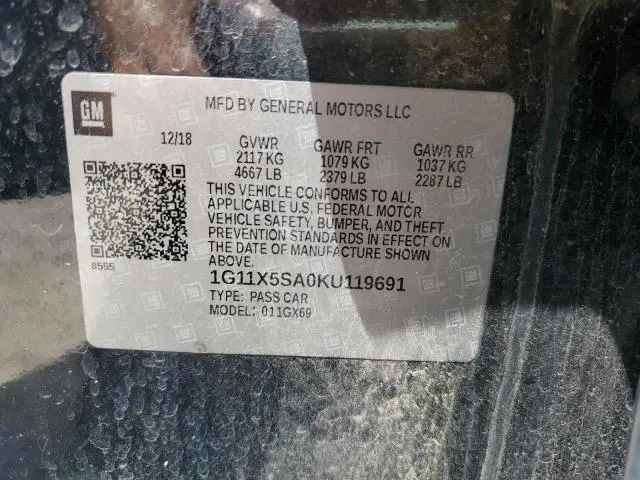 GM
MFD BY GENERAL MOTORS LLC
12/18 GVWR GAWR FRT GAWR RR
2117 KG 1079 KG 1037 KG
4667 LB 2379 LB 2287 LB
THIS VEHICLE CONFORMS TO ALL
APPLICABLE U.S. FEDERAL MOTOR
VEHICLE SAFETY, BUMPER, AND THEFT
PREVENTION STANDARDS IN EFFECT ON
THE DATE OF MANUFACTURE SHOWN
ABOVE.
8555
1G11X5SA0KU119691
TYPE: PASS CAR
MODEL: 011GX69